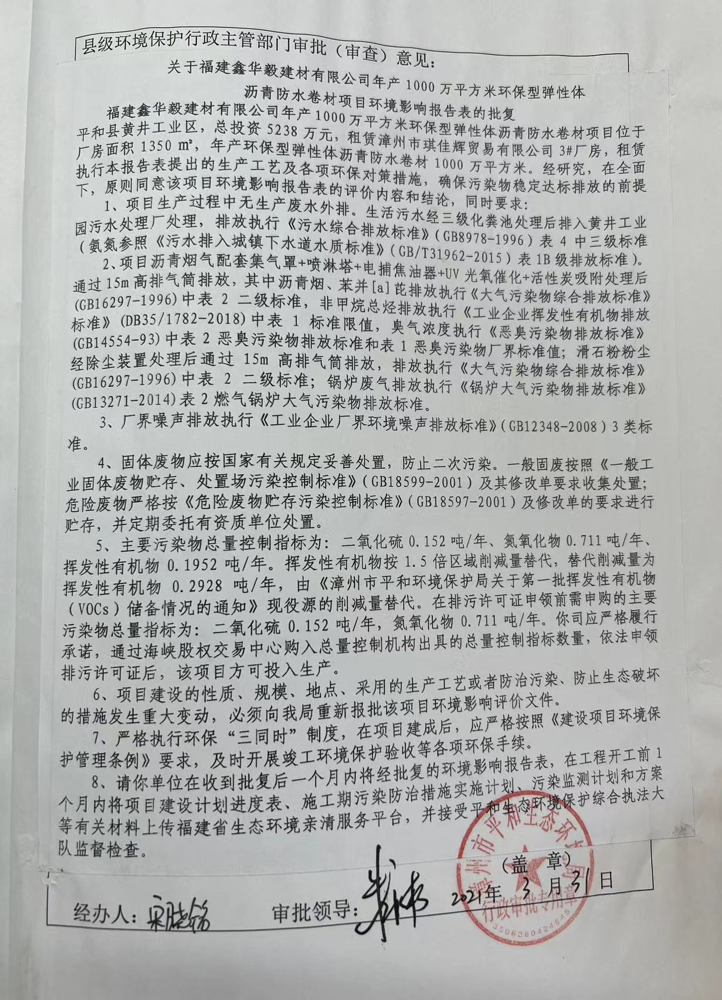 县级环境保护行政主管部门审批（审查）意见：
关于福建鑫华毅建材有限公司年产1000万平方米环保型弹性体
沥青防水卷材项目环境影响报告表的批复
福建鑫华毅建材有限公司年产1000万平方米环保型弹性体沥青防水卷材项目位于
平和县黄井工业区，总投资5238万元，租赁漳州市琪佳辉贸易有限公司3#厂房，租赁
厂房面积1350㎡，年产环保型弹性体沥青防水卷材1000万平方米。经研究，在全面
执行本报告表提出的生产工艺及各项环保对策措施，确保污染物稳定达标排放的前提
下，原则同意该项目环境影响报告表的评价内容和结论，同时要求：
1、项目生产过程中无生产废水外排。生活污水经三级化粪池处理后排入黄井工业
园污水处理厂处理，排放执行《污水综合排放标准》（GB8978-1996）表4中三级标准
（氨氮参照《污水排入城镇下水道水质标准》（GB/T31962-2015）表1B级排放标准）。
2、项目沥青烟气配套集气罩+喷淋塔+电捕焦油器+UV光氧催化+活性炭吸附处理后
通过15m高排气筒排放，其中沥青烟、苯并[a]芘排放执行《大气污染物综合排放标准》
(GB16297-1996)中表2二级标准，非甲烷总烃排放执行《工业企业挥发性有机物排放
标准》(DB35/1782-2018)中表1标准限值，臭气浓度执行《恶臭污染物排放标准》
(GB14554-93)中表2恶臭污染物排放标准和表1恶臭污染物厂界标准值；滑石粉粉尘
经除尘装置处理后通过15m高排气筒排放，排放执行《大气污染物综合排放标准》
(GB16297-1996)中表2二级标准；锅炉废气排放执行《锅炉大气污染物排放标准》
(GB13271-2014)表2燃气锅炉大气污染物排放标准。
3、厂界噪声排放执行《工业企业厂界环境噪声排放标准》（GB12348-2008）3类标
准。
4、固体废物应按国家有关规定妥善处置，防止二次污染。一般固废按照《一般工
业固体废物贮存、处置场污染控制标准》（GB18599-2001）及其修改单要求收集处置；
危险废物严格按《危险废物贮存污染控制标准》（GB18597-2001）及修改单的要求进行
贮存，并定期委托有资质单位处置。
5、主要污染物总量控制指标为：二氧化硫0.152吨/年、氮氧化物0.711吨/年、
挥发性有机物0.1952吨/年。挥发性有机物按1.5倍区域削减量替代，替代削减量为
挥发性有机物0.2928吨/年，由《漳州市平和环境保护局关于第一批挥发性有机物
（VOCs）储备情况的通知》现役源的削减量替代。在排污许可证申领前需申购的主要
污染物总量指标为：二氧化硫0.152吨/年，氮氧化物0.711吨/年。你司应严格履行
承诺，通过海峡股权交易中心购入总量控制机构出具的总量控制指标数量，依法申领
排污许可证后，该项目方可投入生产。
6、项目建设的性质、规模、地点、采用的生产工艺或者防治污染、防止生态破坏
的措施发生重大变动，必须向我局重新报批该项目环境影响评价文件。
7、严格执行环保“三同时”制度，在项目建成后，应严格按照《建设项目环境保
护管理条例》要求，及时开展竣工环境保护验收等各项环保手续。
8、请你单位在收到批复后一个月内将经批复的环境影响报告表，在工程开工前1
个月内将项目建设计划进度表、施工期污染防治措施实施计划、污染监测计划和方案
等有关材料上传福建省生态环境亲清服务平台，并接受平和生态环境保护综合执法大
队监督检查。
漳州市平和生态环境局
（盖 章）
2021年3月31日
行政审批专用章
经办人： 审批领导：